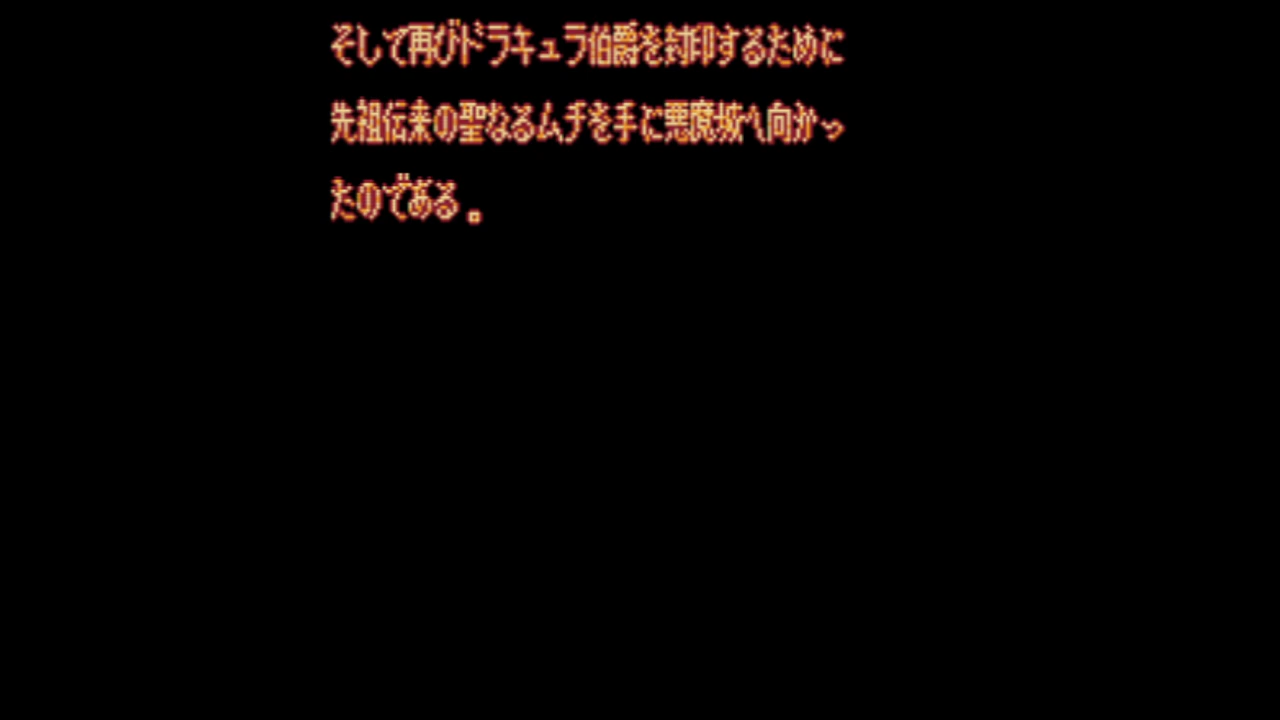 そして再びドラキュラ伯爵を封印するために
先祖伝来の聖なるムチを手に悪魔城へ向かっ
たのである。